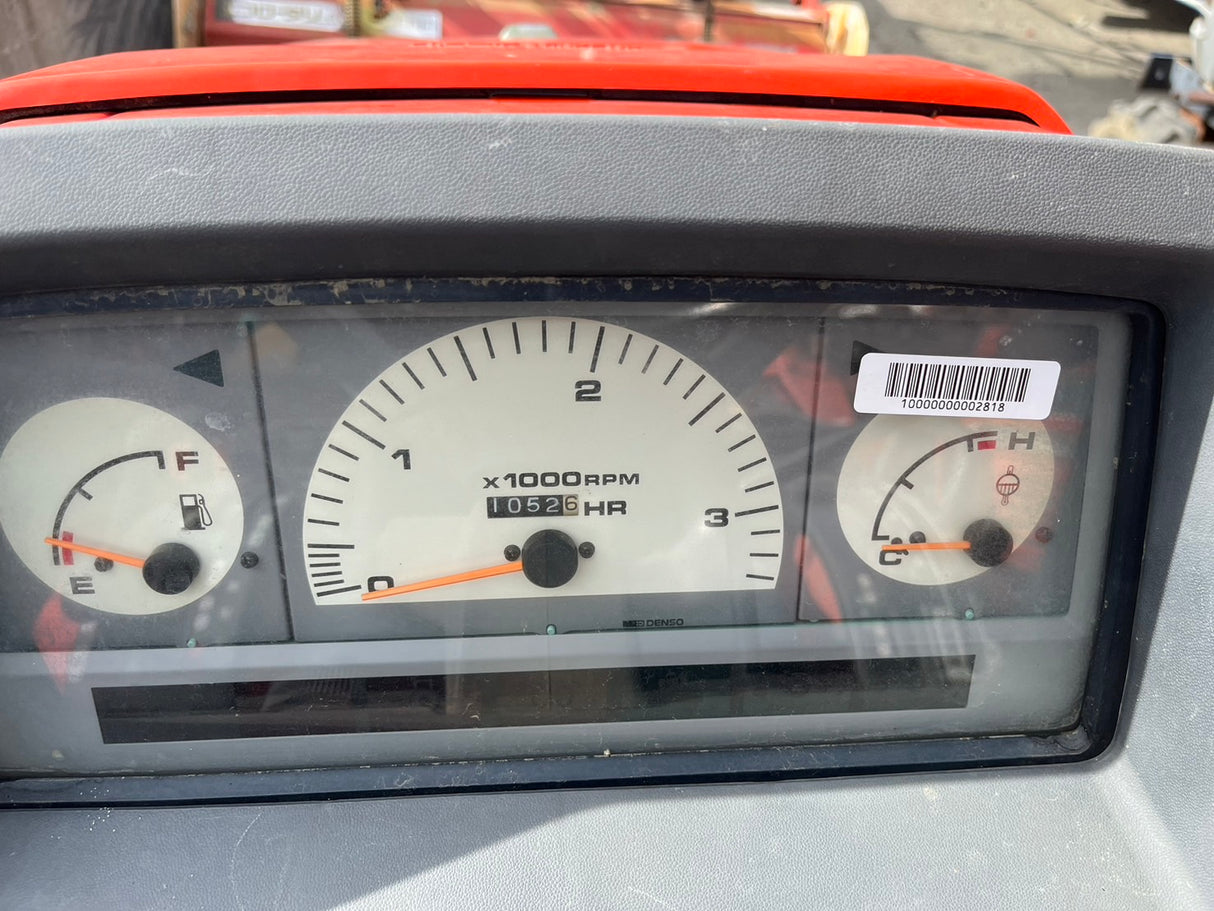 F
E
1
2
3
0
x1000RPM
10526 HR
DENSO
10000000002818
H
C